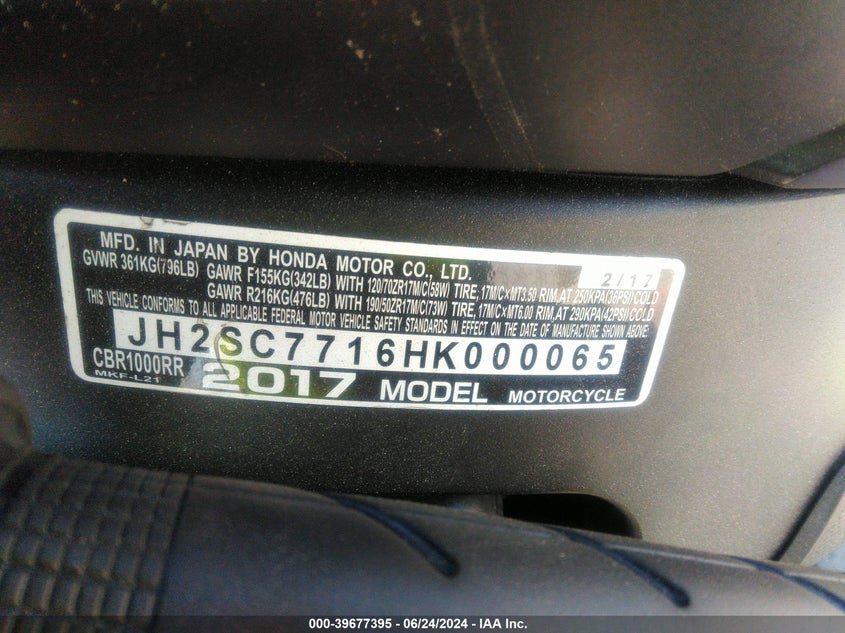 MFD. IN JAPAN BY HONDA MOTOR CO., LTD. 2/17
GVWR 361KG(796LB) GAWR F155KG(342LB) WITH 120/70ZR17M/C(58W) TIRE, 17M/C×MT3.50 RIM, AT 250KPA(36PSI)COLD
GAWR R216KG(476LB) WITH 190/50ZR17M/C(73W) TIRE, 17M/C×MT6.00 RIM, AT 290KPA(42PSI)COLD
THIS VEHICLE CONFORMS TO ALL APPLICABLE FEDERAL MOTOR VEHICLE SAFETY STANDARDS IN EFFECT ON THE DATE OF MANUFACTURE SHOWN ABOVE.
JH2SC7716HK000065
CBR1000RR 2017 MODEL MOTORCYCLE
MKF-L21
000-39677395 - 06/24/2024 - IAA Inc.